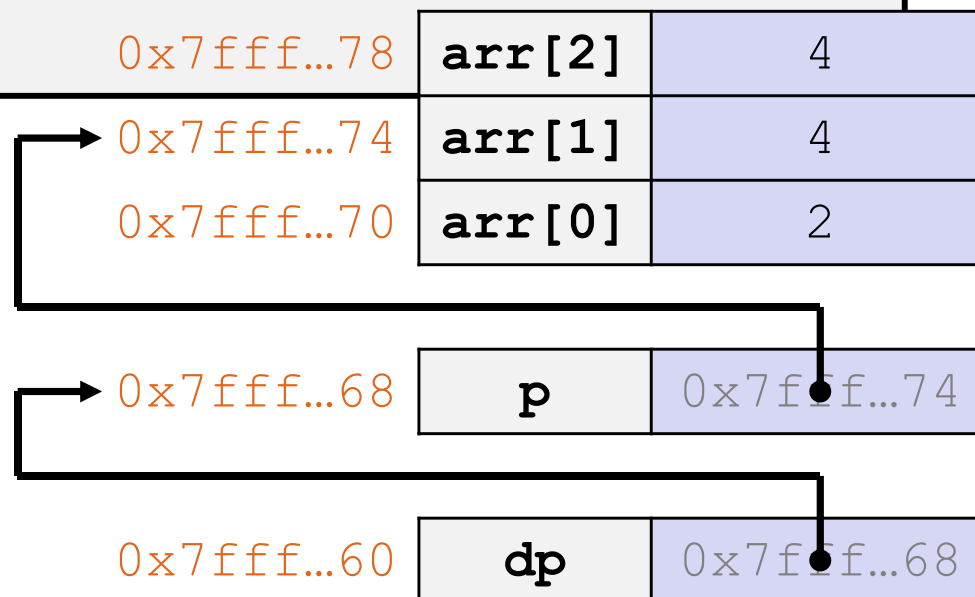 0x7fff…78 arr[2] 4
0x7fff…74 arr[1] 4
0x7fff…70 arr[0] 2
0x7fff…68 p 0x7fff…74
0x7fff…60 dp 0x7fff…68